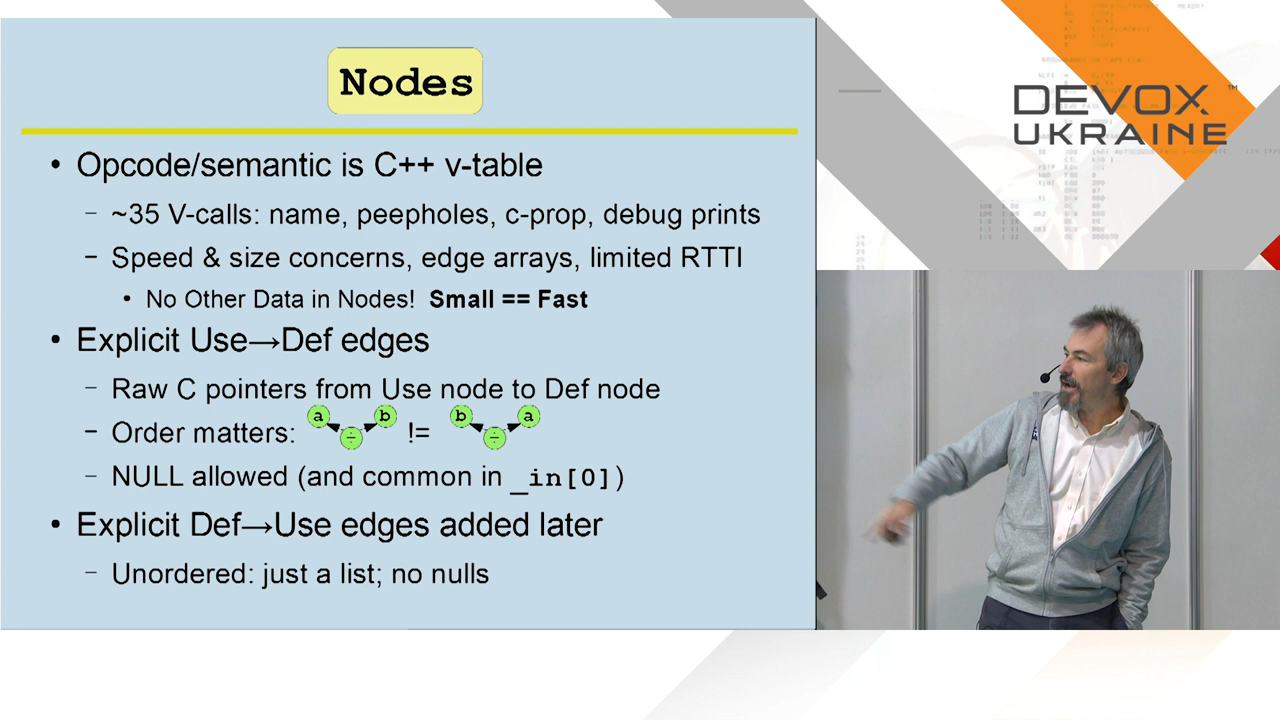 Nodes
• Opcode/semantic is C++ v-table
– ~35 V-calls: name, peepholes, c-prop, debug prints
– Speed & size concerns, edge arrays, limited RTTI
• No Other Data in Nodes! Small == Fast
• Explicit Use→Def edges
– Raw C pointers from Use node to Def node
a b b a
– Order matters: ÷ != ÷
– NULL allowed (and common in _in[0])
• Explicit Def→Use edges added later
– Unordered: just a list; no nulls
DEVOX™
UKRAINE